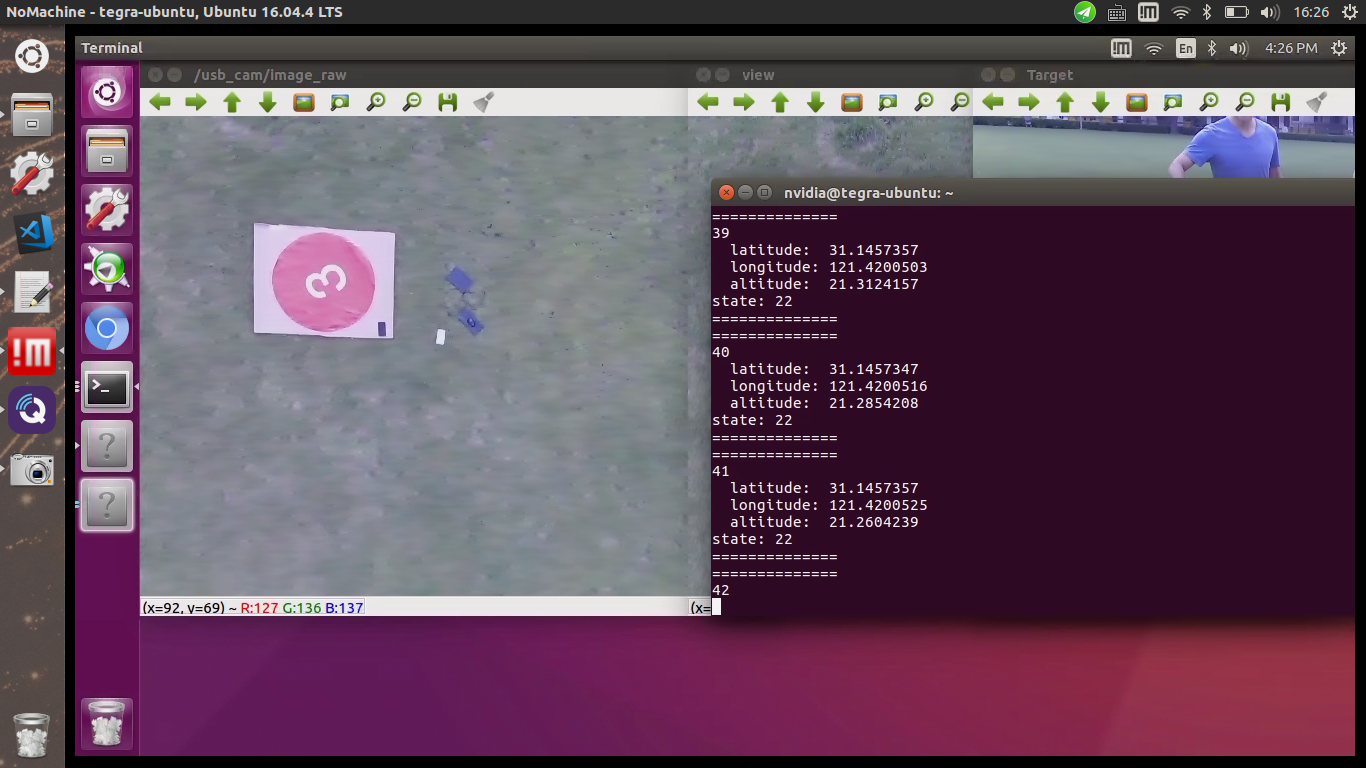 NoMachine - tegra-ubuntu, Ubuntu 16.04.4 LTS
!M
16:26
Terminal
!M
En
4:26 PM
/usb_cam/image_raw
view
Target
3
nvidia@tegra-ubuntu: ~
==============
39
latitude: 31.1457357
longitude: 121.4200503
altitude: 21.3124157
state: 22
==============
==============
40
latitude: 31.1457347
longitude: 121.4200516
altitude: 21.2854208
state: 22
==============
==============
41
latitude: 31.1457357
longitude: 121.4200525
altitude: 21.2604239
state: 22
==============
==============
42
(x=92, y=69) ~ R:127 G:136 B:137
(x=
!M
Q
>_
?
?